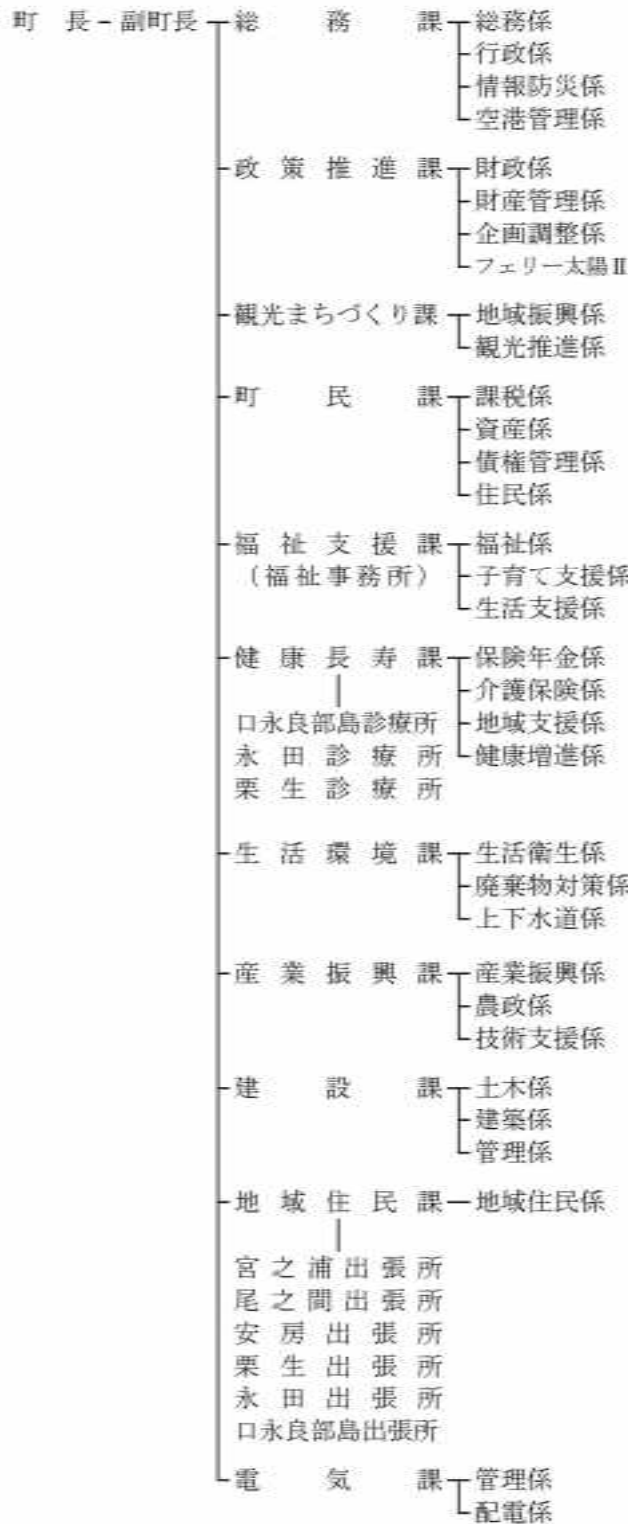 町長－副町長 総務課 総務係
行政係
情報防災係
空港管理係
政策推進課 財政係
財産管理係
企画調整係
フェリー太陽Ⅱ
観光まちづくり課 地域振興係
観光推進係
町民課 課税係
資産係
債権管理係
住民係
福祉支援課 福祉係
(福祉事務所) 子育て支援係
生活支援係
健康長寿課 保険年金係
介護保険係
口永良部島診療所 地域支援係
永田診療所 健康増進係
栗生診療所
生活環境課 生活衛生係
廃棄物対策係
上下水道係
産業振興課 産業振興係
農政係
技術支援係
建設課 土木係
建築係
管理係
地域住民課 地域住民係
宮之浦出張所
尾之間出張所
安房出張所
栗生出張所
永田出張所
口永良部島出張所
電気課 管理係
配電係